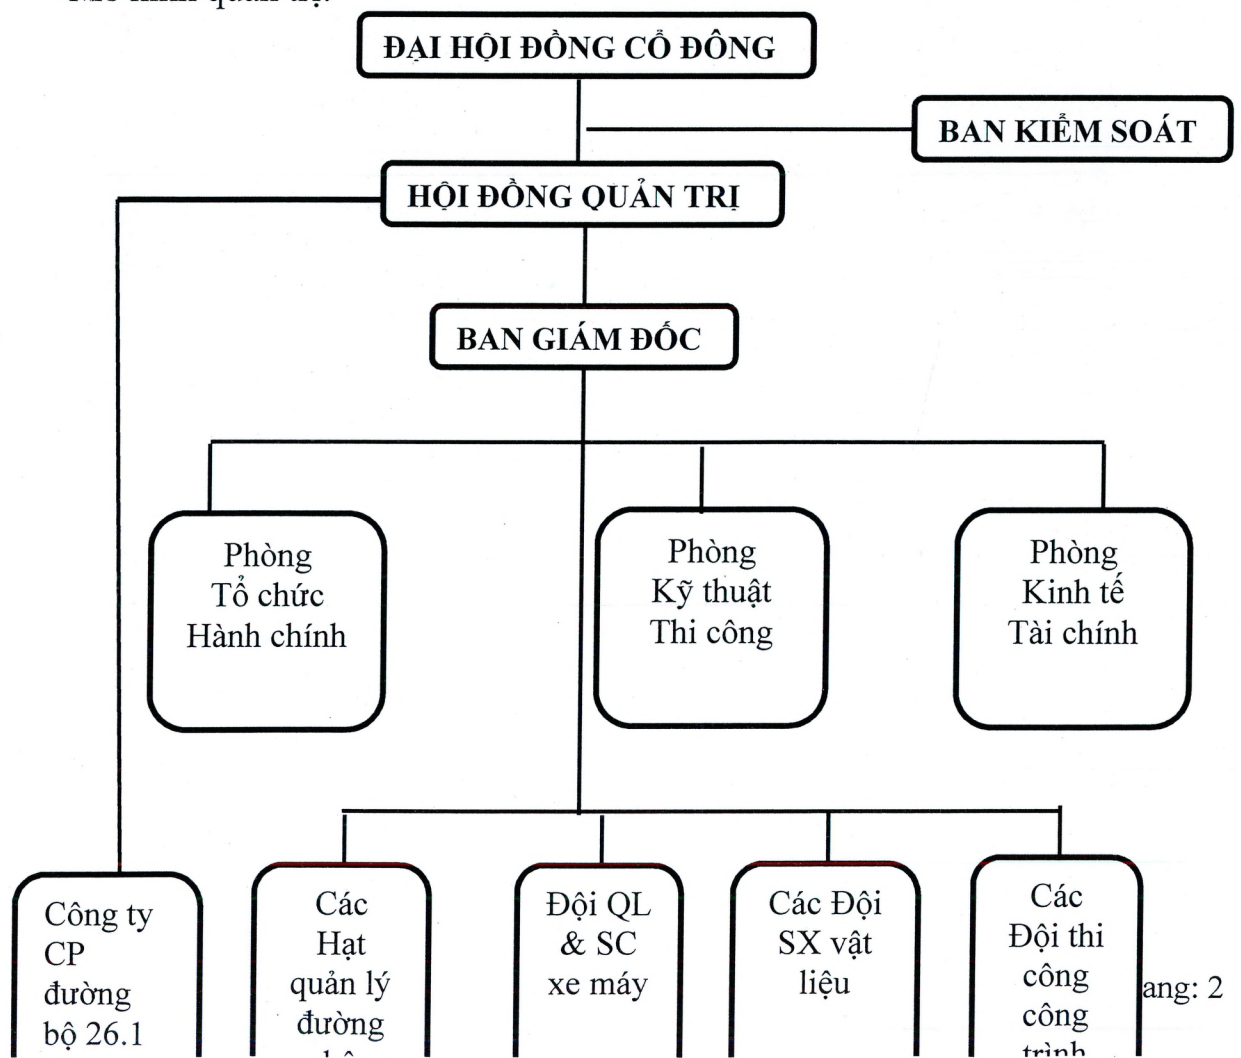 ĐẠI HỘI ĐỒNG CỔ ĐÔNG
BAN KIỂM SOÁT
HỘI ĐỒNG QUẢN TRỊ
BAN GIÁM ĐỐC
Phòng
Tổ chức
Hành chính
Phòng
Kỹ thuật
Thi công
Phòng
Kinh tế
Tài chính
Công ty
CP
đường
bộ 26.1
Các
Hạt
quản lý
đường
Đội QL
& SC
xe máy
Các Đội
SX vật
liệu
Các
Đội thi
công
công
trình
ang: 2